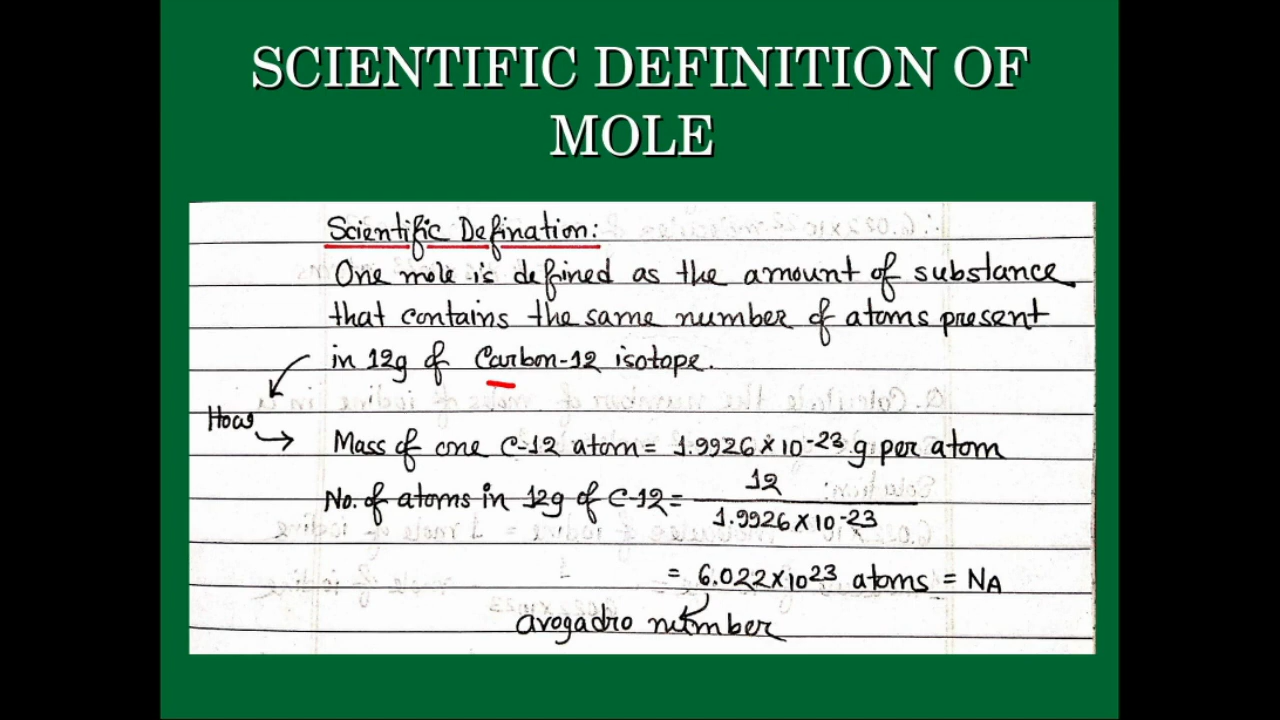 SCIENTIFIC DEFINITION OF
MOLE
Scientific Defination:
One mole is defined as the amount of substance
that contains the same number of atoms present
in 12g of Carbon-12 isotope.
How
Mass of one C-12 atom = 1.9926 × 10⁻²³ g per atom
No. of atoms in 12g of C-12 = 12
1.9926 × 10⁻²³
= 6.022 × 10²³ atoms = NA
avogadro number